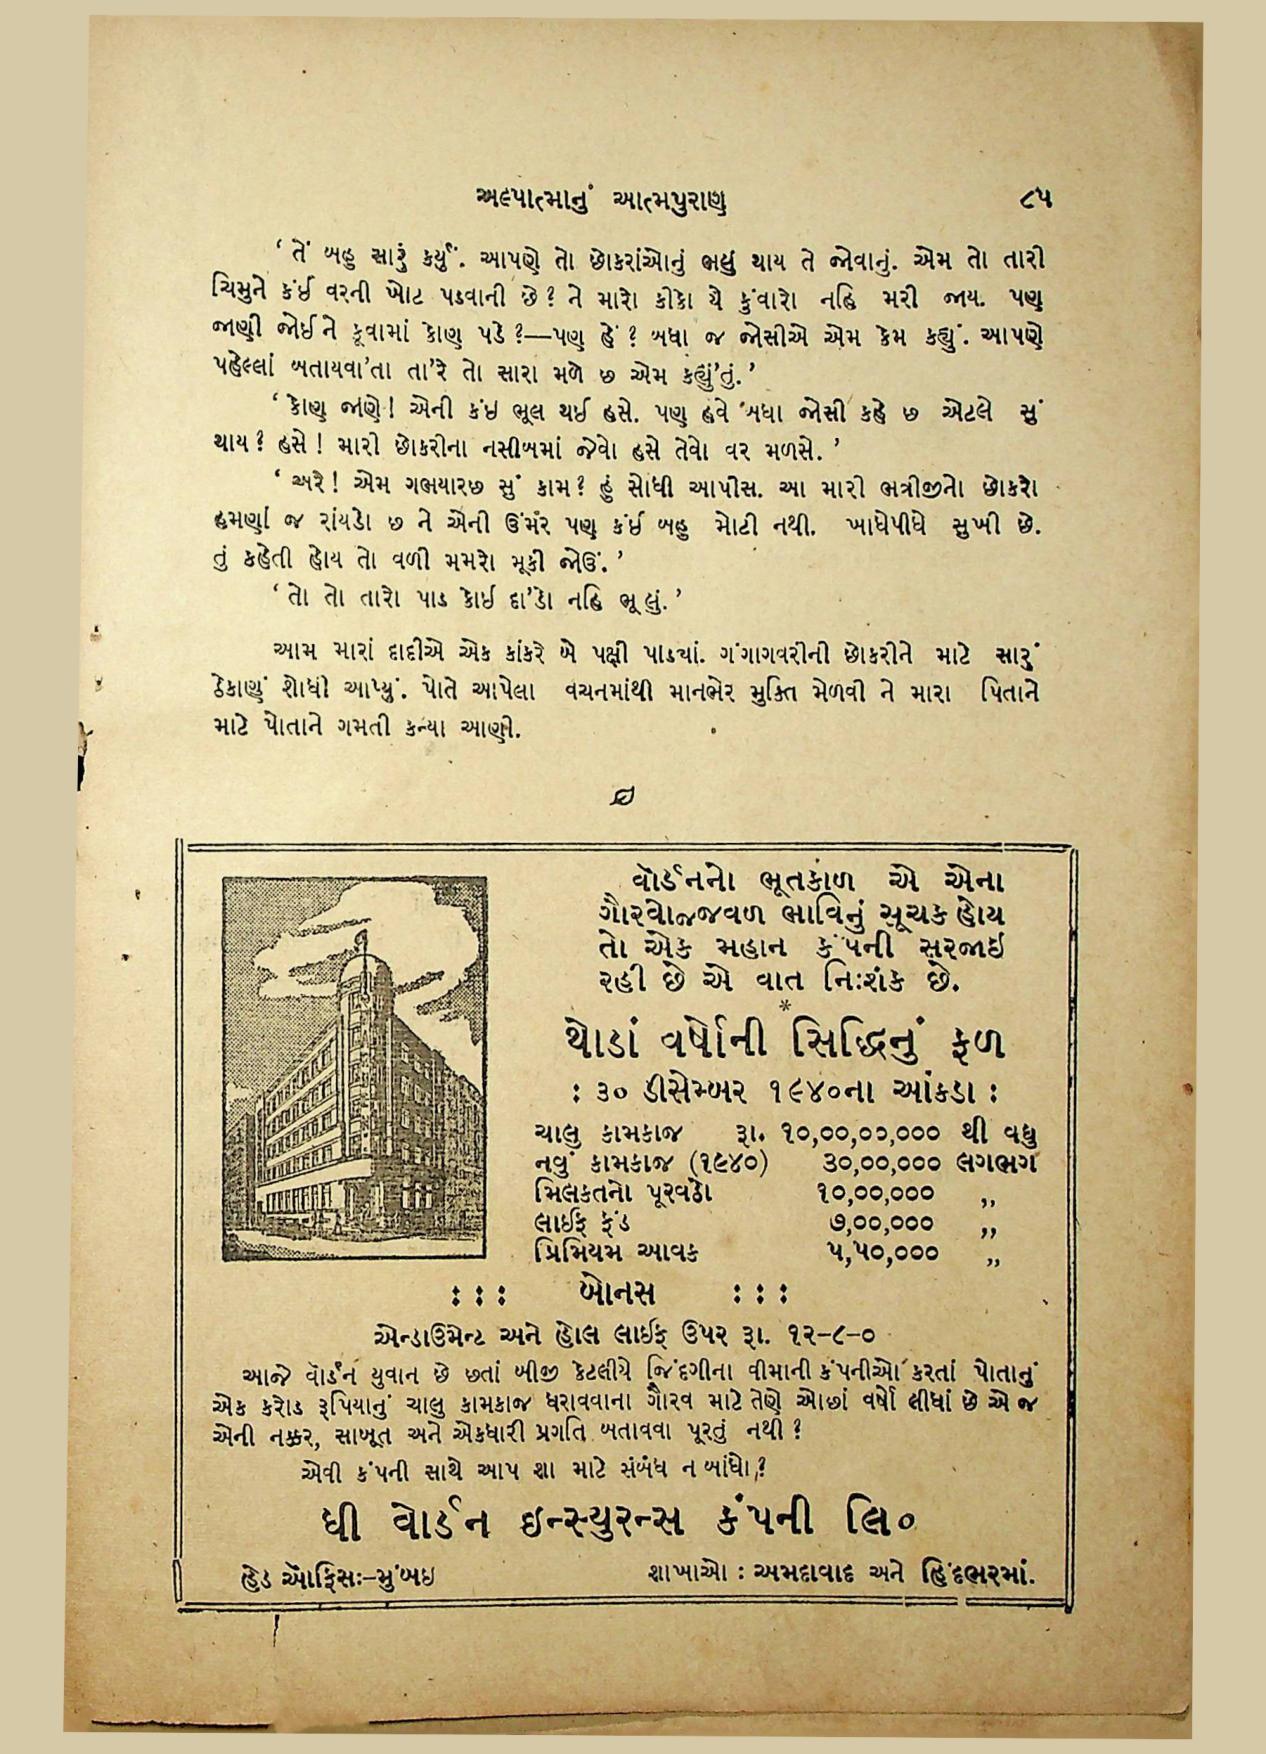 અલ્પાત્માનું આત્મપુરાણ ૮૫
‘ તેં બહુ સારું કર્યું. આપણે તો છોકરાંઓનું ભલું થાય તે જોવાનું. એમ તો તારી
ચિમુને કંઈ વરની ખોટ પડવાની છે? ને મારો કીકો યે કુંવારો નહિ મરી જાય. પણ
જાણી જોઈને કૂવામાં કોણ પડે?—પણ હેં? બધા જ જોસીએ એમ કેમ કહ્યું. આપણે
પહેલ્લાં બતાયવા’તા તા’રે તો સારા મળે છ એમ કહ્યું’તું.’
‘ કોણ જાણે! એની કંઈ ભૂલ થઈ હસે. પણ હવે બધા જોસી કહે છ એટલે સું
થાય? હસે! મારી છોકરીના નસીબમાં જેવો હસે તેવો વર મળસે. ’
‘ અરે! એમ ગભયારછ સું કામ? હું સોધી આપીસ. આ મારી ભત્રીજીનો છોકરો
હમણાં જ રાંયડો છ ને એની ઉંમર પણ કંઈ બહુ મોટી નથી. ખાધેપીધે સુખી છે.
તું કહેતી હોય તો વળી મમરો મૂકી જોઉં. ’
‘ તો તો તારો પાડ કોઈ દા’ડો નહિ ભૂલું. ’
આમ મારાં દાદીએ એક કાંકરે બે પક્ષી પાડ્યાં. ગંગાગવરીની છોકરીને માટે સારું
ઠેકાણું શોધી આપ્યું. પોતે આપેલા વચનમાંથી માનભેર મુક્તિ મેળવી ને મારા પિતાને
માટે પોતાને ગમતી કન્યા આણી.
વૉર્ડનનો ભૂતકાળ એ એના
ગૌરવોજ્જવળ ભાવિનું સૂચક હોય
તો એક મહાન કંપની સરજાઇ
રહી છે એ વાત નિઃશંક છે.
*
થોડાં વર્ષોની સિદ્ધિનું ફળ
: ૩૦ ડીસેમ્બર ૧૯૪૦ના આંકડા :
ચાલુ કામકાજ રૂા. ૧૦,૦૦,૦૦,૦૦૦ થી વધુ
નવું કામકાજ (૧૯૪૦) ૩૦,૦૦,૦૦૦ લગભગ
મિલકતનો પૂરવઠો ૧૦,૦૦,૦૦૦ ,,
લાઈફ ફંડ ૭,૦૦,૦૦૦ ,,
પ્રિમિયમ આવક ૫,૫૦,૦૦૦ ,,
: : : બોનસ : : :
એન્ડાઉમેન્ટ અને હોલ લાઈફ ઉપર રૂા. ૧૨-૮-૦
આજે વૉર્ડન યુવાન છે છતાં બીજી કેટલીયે જિંદગીના વીમાની કંપનીઓ કરતાં પોતાનું
એક કરોડ રૂપિયાનું ચાલુ કામકાજ ધરાવવાના ગૌરવ માટે તેણે ઓછાં વર્ષો લીધાં છે એ જ
એની નક્કર, સાબૂત અને એકધારી પ્રગતિ બતાવવા પૂરતું નથી?
એવી કંપની સાથે આપ શા માટે સંબંધ ન બાંધો?
ધી વોર્ડન ઇન્સ્યુરન્સ કંપની લિ૦
હેડ ઑફિસઃ–મુંબઇ શાખાઓ : અમદાવાદ અને હિંદભરમાં.